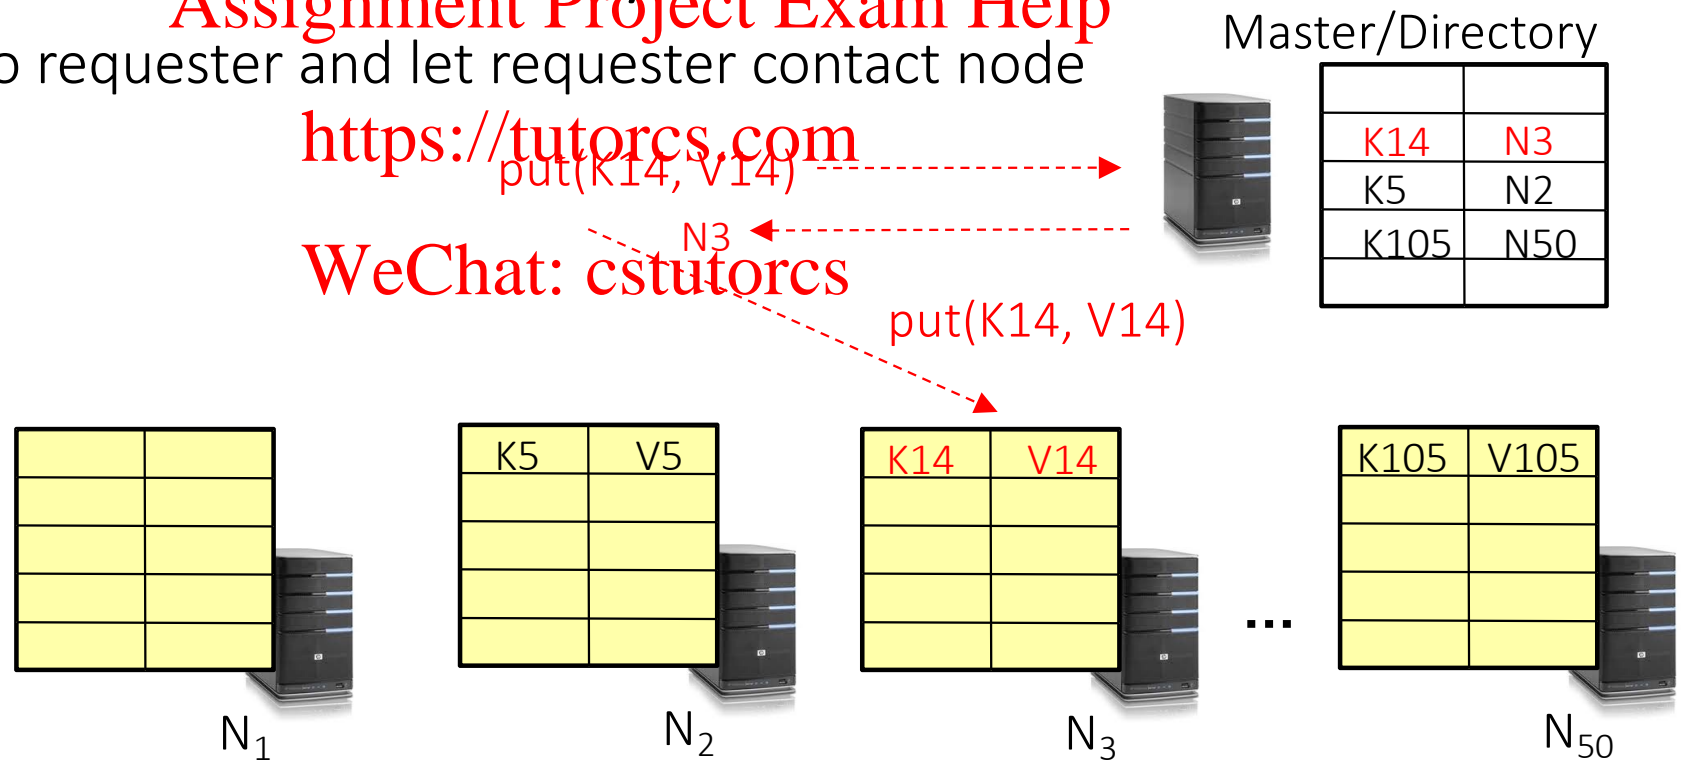 Assignment Project Exam Help
requester and let requester contact node
Master/Directory
https://tutorcs.com
put(K14, V14)
K14 N3
K5 N2
N3
K105 N50
WeChat: cstutorcs
put(K14, V14)
K5 V5
K14 V14
K105 V105
...
N1
N2
N3
N50